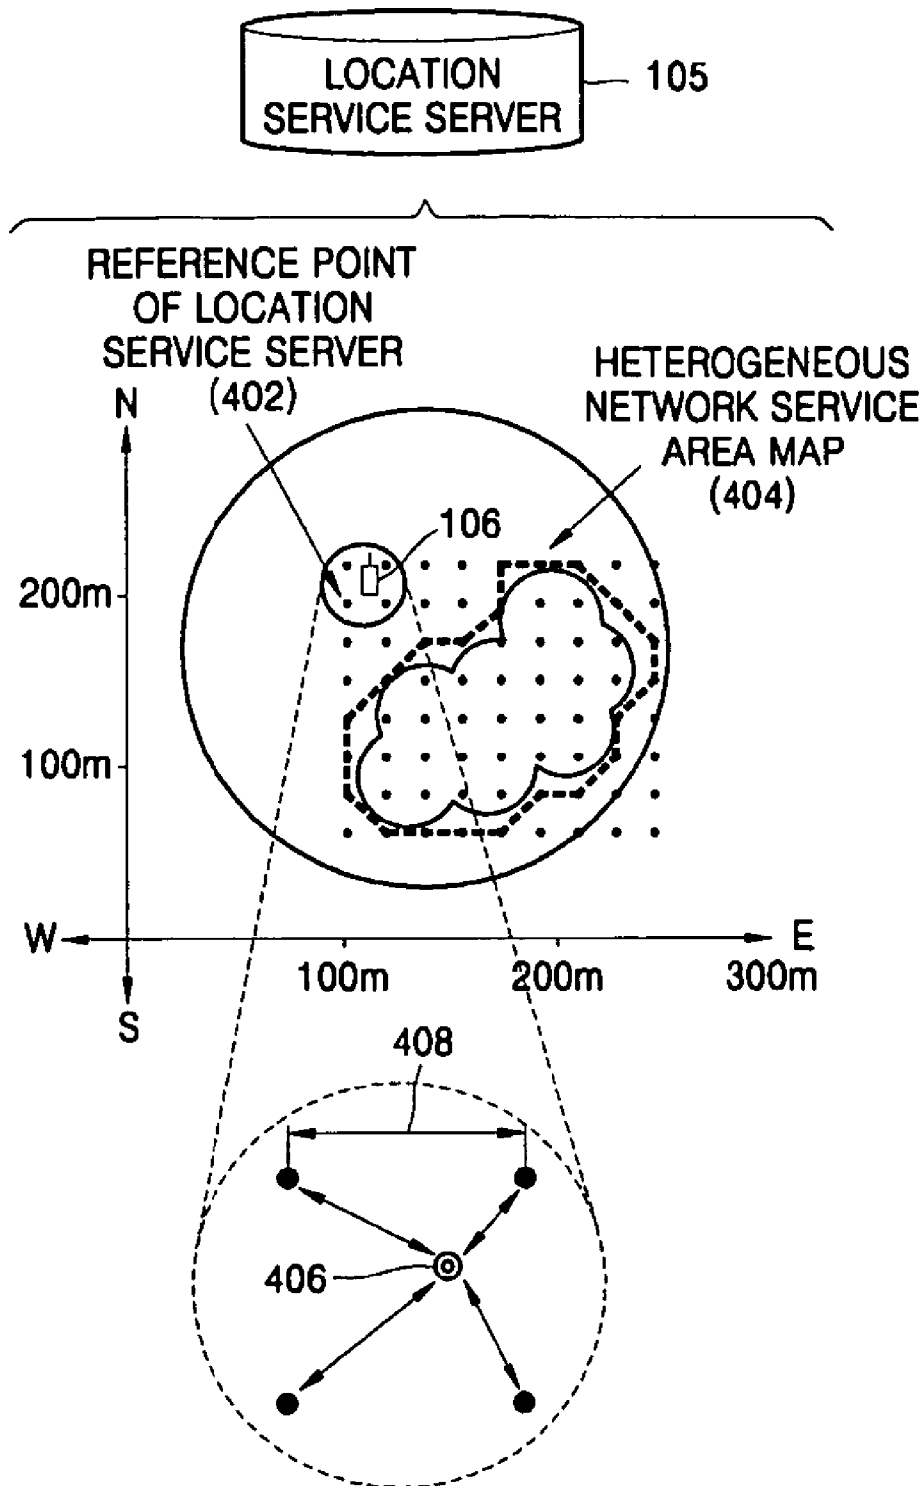 LOCATION
SERVICE SERVER
105
REFERENCE POINT
OF LOCATION
SERVICE SERVER
(402)
HETEROGENEOUS
NETWORK SERVICE
AREA MAP
(404)
N
106
200m
100m
W
E
100m
200m
300m
S
408
406